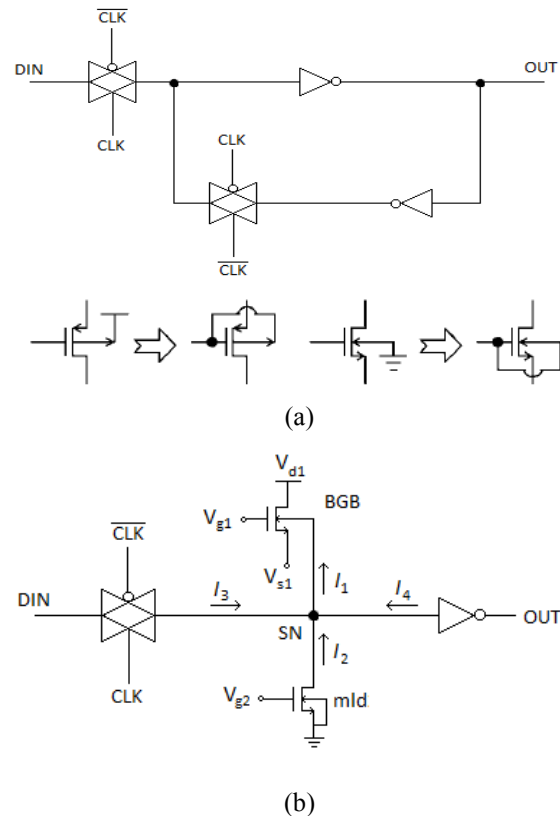 CLK
DIN
OUT
CLK
CLK
CLK
(a)
V_d1
BGB
V_g1
CLK
V_s1
I_1
DIN
I_3
I_4
OUT
SN
I_2
CLK
V_g2
mld
(b)